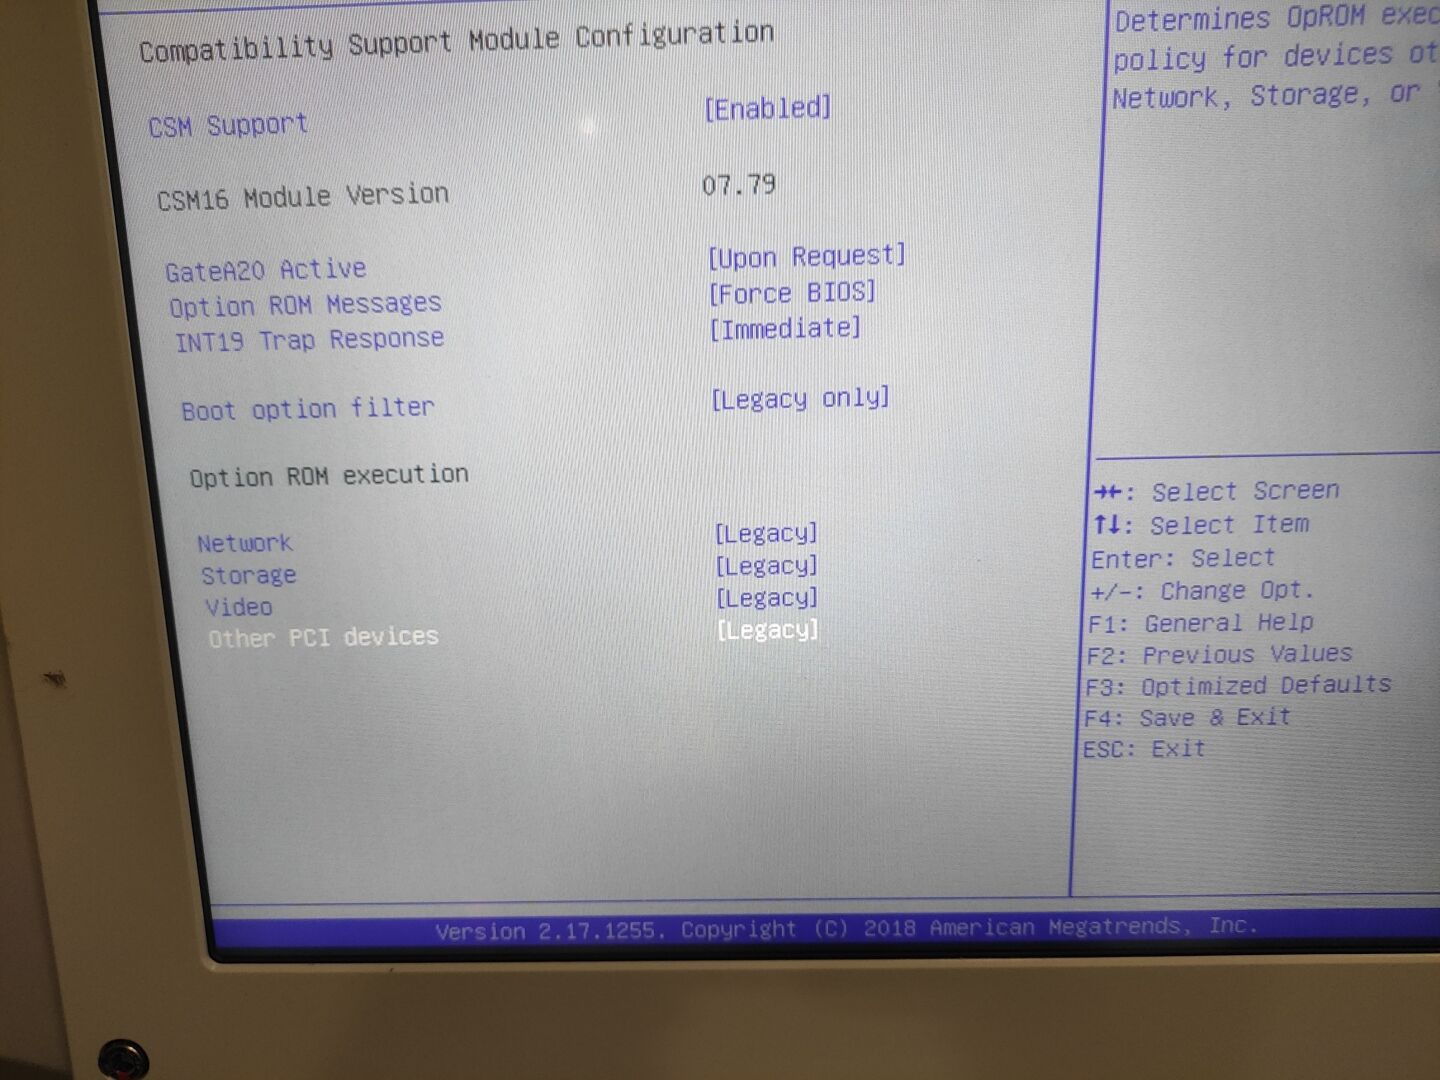 Compatibility Support Module Configuration
CSM Support [Enabled]
CSM16 Module Version 07.79
GateA20 Active [Upon Request]
Option ROM Messages [Force BIOS]
INT19 Trap Response [Immediate]
Boot option filter [Legacy only]
Option ROM execution
Network [Legacy]
Storage [Legacy]
Video [Legacy]
Other PCI devices [Legacy]
Determines OpROM exec
policy for devices ot
Network, Storage, or
→←: Select Screen
↑↓: Select Item
Enter: Select
+/-: Change Opt.
F1: General Help
F2: Previous Values
F3: Optimized Defaults
F4: Save & Exit
ESC: Exit
Version 2.17.1255. Copyright (C) 2018 American Megatrends, Inc.